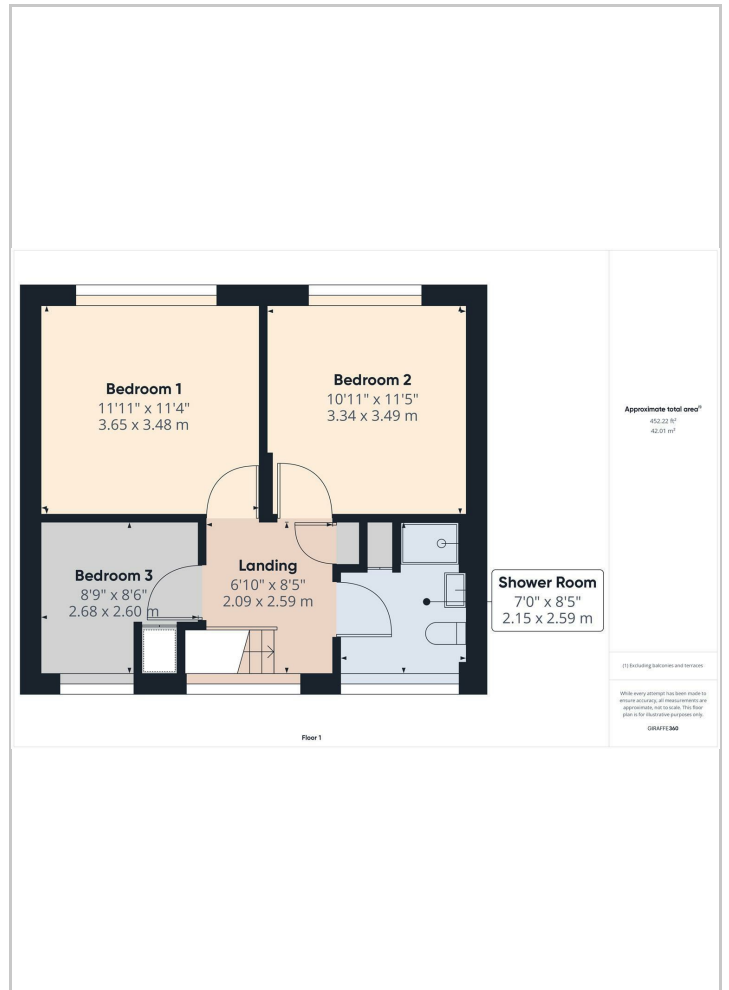 Bedroom 1
11'11" x 11'4"
3.65 x 3.48 m
Bedroom 2
10'11" x 11'5"
3.34 x 3.49 m
Bedroom 3
8'9" x 8'6"
2.68 x 2.60 m
Landing
6'10" x 8'5"
2.09 x 2.59 m
Shower Room
7'0" x 8'5"
2.15 x 2.59 m
Floor 1
Approximate total area(1)
452.22 ft²
42.01 m²
(1) Excluding balconies and terraces
While every attempt has been made to
ensure accuracy, all measurements are
approximate, not to scale. This floor
plan is for illustrative purposes only.
GIRAFFE360